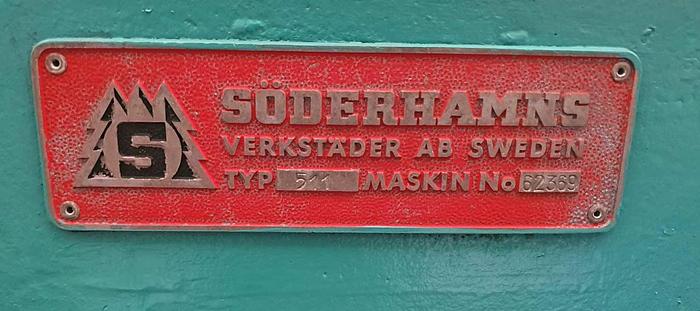 S
SÖDERHAMNS
VERKSTÄDER AB SWEDEN
TYP 511 MASKIN No 62369